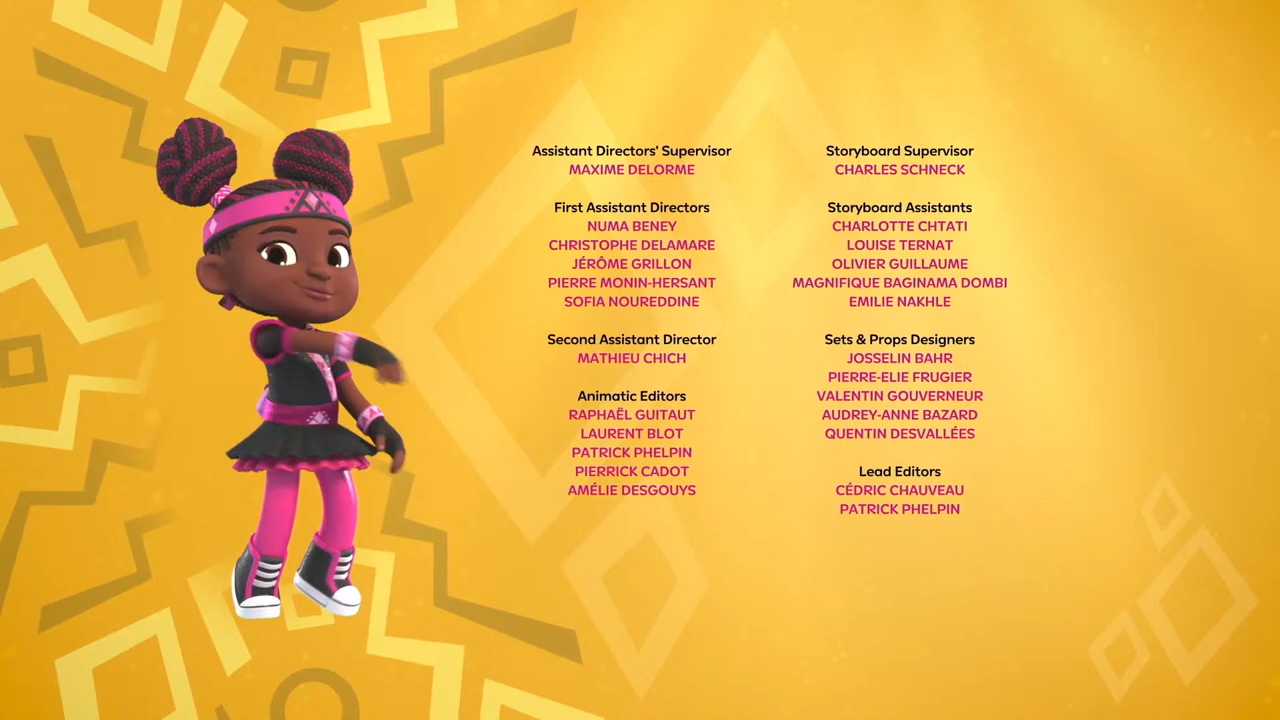 Assistant Directors' Supervisor
MAXIME DELORME
First Assistant Directors
NUMA BENEY
CHRISTOPHE DELAMARE
JÉRÔME GRILLON
PIERRE MONIN-HERSANT
SOFIA NOUREDDINE
Second Assistant Director
MATHIEU CHICH
Animatic Editors
RAPHAËL GUITAUT
LAURENT BLOT
PATRICK PHELPIN
PIERRICK CADOT
AMÉLIE DESGOUYS
Storyboard Supervisor
CHARLES SCHNECK
Storyboard Assistants
CHARLOTTE CHTATI
LOUISE TERNAT
OLIVIER GUILLAUME
MAGNIFIQUE BAGINAMA DOMBI
EMILIE NAKHLE
Sets & Props Designers
JOSSELIN BAHR
PIERRE-ELIE FRUGIER
VALENTIN GOUVERNEUR
AUDREY-ANNE BAZARD
QUENTIN DESVALLÉES
Lead Editors
CÉDRIC CHAUVEAU
PATRICK PHELPIN